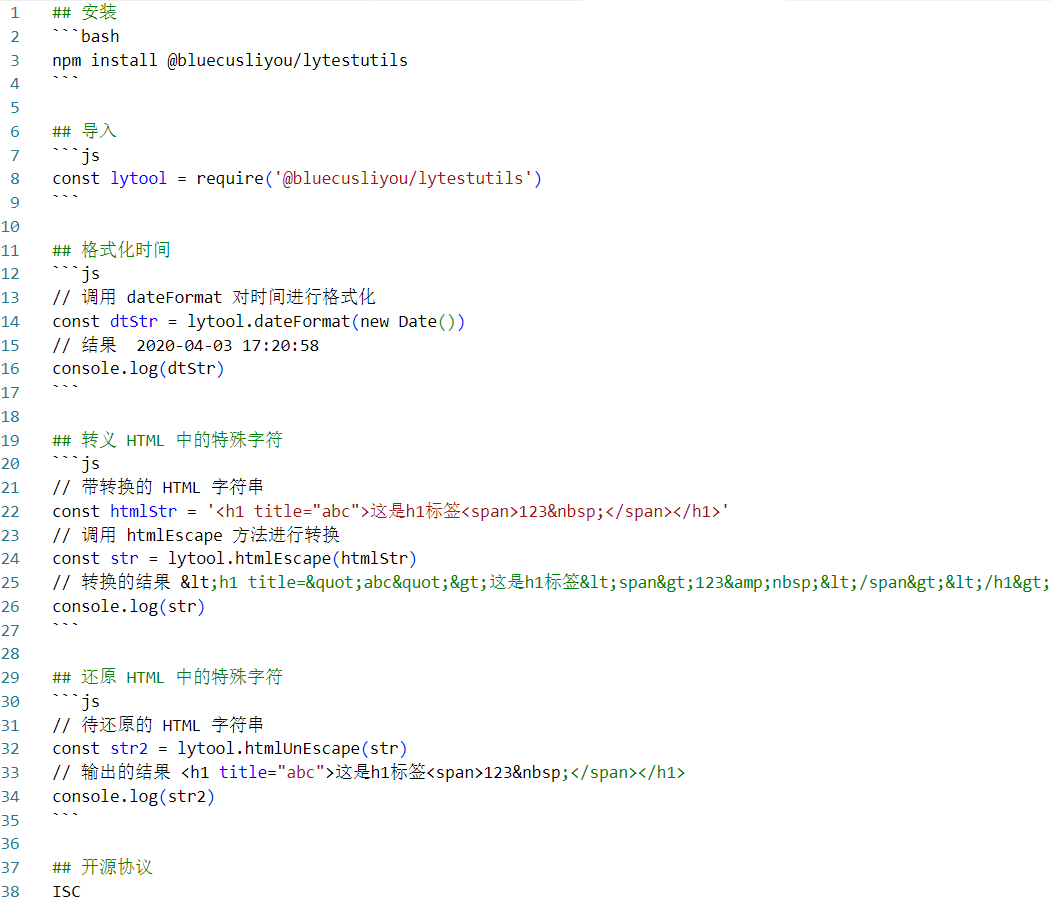 1 ## 安装
2 ```bash
3 npm install @bluecusliyou/lytestutils
4 ```
5
6 ## 导入
7 ```js
8 const lytool = require('@bluecusliyou/lytestutils')
9 ```
10
11 ## 格式化时间
12 ```js
13 // 调用 dateFormat 对时间进行格式化
14 const dtStr = lytool.dateFormat(new Date())
15 // 结果  2020-04-03 17:20:58
16 console.log(dtStr)
17 ```
18
19 ## 转义 HTML 中的特殊字符
20 ```js
21 // 带转换的 HTML 字符串
22 const htmlStr = '<h1 title="abc">这是h1标签<span>123&nbsp;</span></h1>'
23 // 调用 htmlEscape 方法进行转换
24 const str = lytool.htmlEscape(htmlStr)
25 // 转换的结果 &lt;h1 title=&quot;abc&quot;&gt;这是h1标签&lt;span&gt;123&amp;nbsp;&lt;/span&gt;&lt;/h1&gt;
26 console.log(str)
27 ```
28
29 ## 还原 HTML 中的特殊字符
30 ```js
31 // 待还原的 HTML 字符串
32 const str2 = lytool.htmlUnEscape(str)
33 // 输出的结果 <h1 title="abc">这是h1标签<span>123&nbsp;</span></h1>
34 console.log(str2)
35 ```
36
37 ## 开源协议
38 ISC